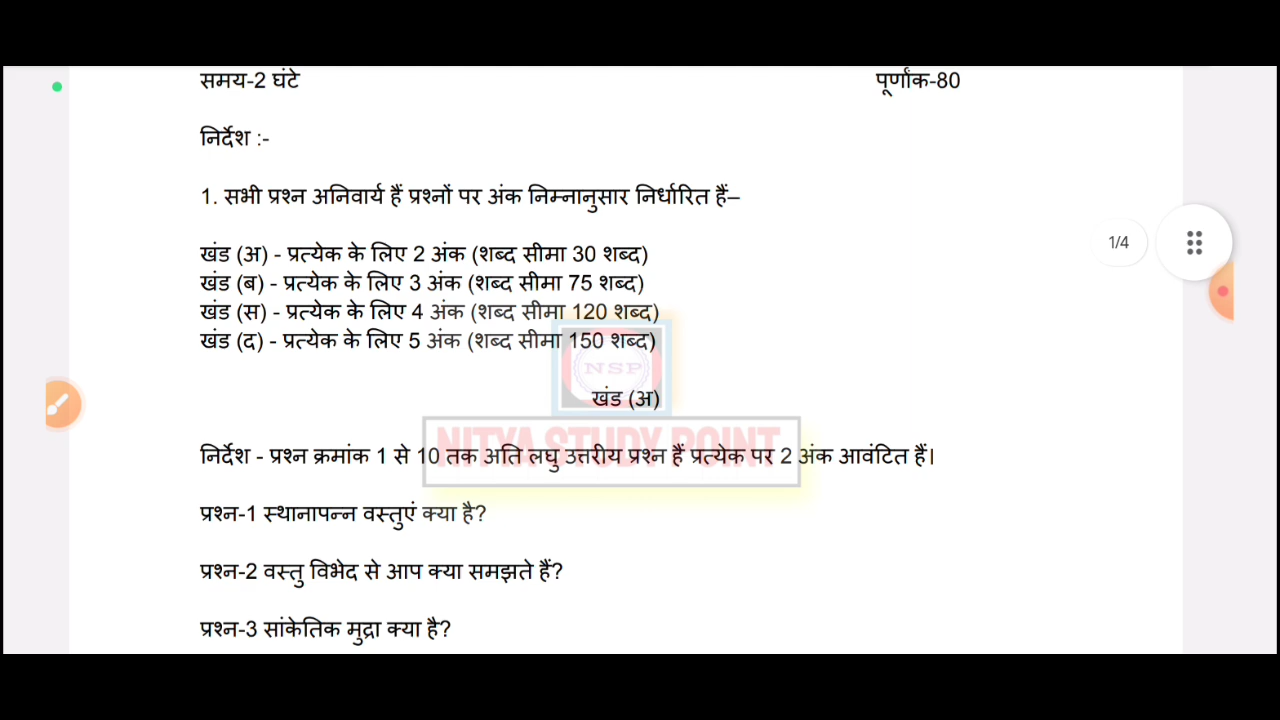 समय-2 घंटे पूर्णांक-80
निर्देश :-
1. सभी प्रश्न अनिवार्य हैं प्रश्नों पर अंक निम्नानुसार निर्धारित हैं–
1/4
खंड (अ) - प्रत्येक के लिए 2 अंक (शब्द सीमा 30 शब्द)
खंड (ब) - प्रत्येक के लिए 3 अंक (शब्द सीमा 75 शब्द)
खंड (स) - प्रत्येक के लिए 4 अंक (शब्द सीमा 120 शब्द)
खंड (द) - प्रत्येक के लिए 5 अंक (शब्द सीमा 150 शब्द)
NSP
खंड (अ)
NITYA STUDY POINT
निर्देश - प्रश्न क्रमांक 1 से 10 तक अति लघु उत्तरीय प्रश्न हैं प्रत्येक पर 2 अंक आवंटित हैं।
प्रश्न-1 स्थानापन्न वस्तुएं क्या है?
प्रश्न-2 वस्तु विभेद से आप क्या समझते हैं?
प्रश्न-3 सांकेतिक मुद्रा क्या है?